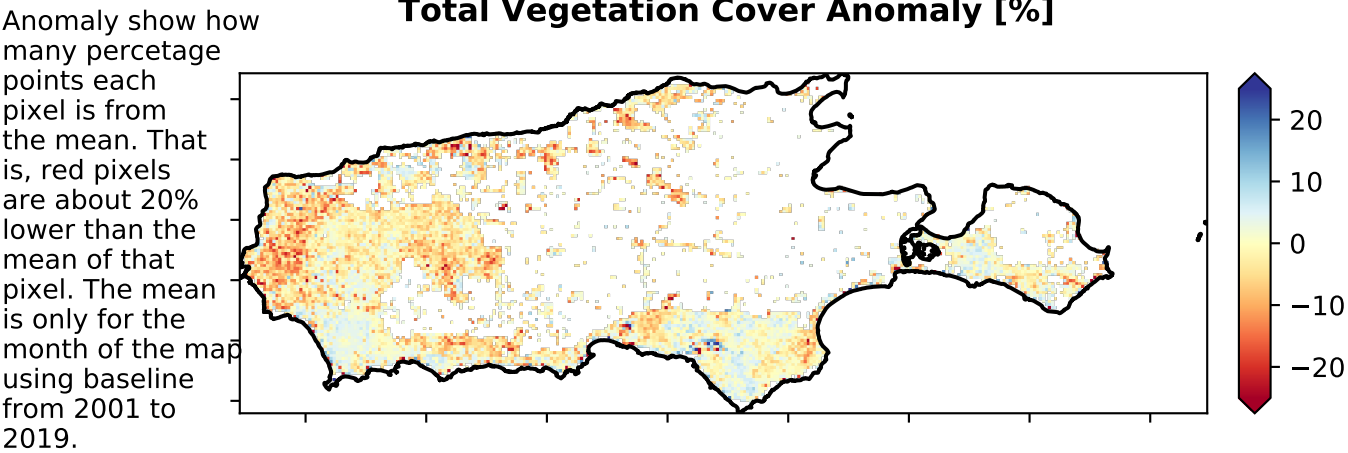 Total Vegetation Cover Anomaly [%]
Anomaly show how
many percetage
points each
pixel is from
the mean. That
is, red pixels
are about 20%
lower than the
mean of that
pixel. The mean
is only for the
month of the map
using baseline
from 2001 to
2019.
20
10
0
−10
−20